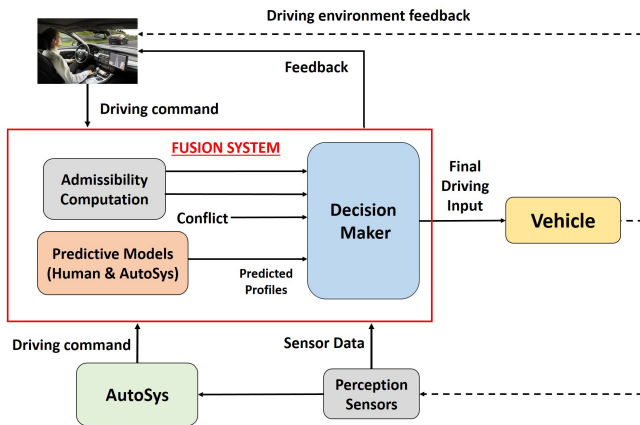 Driving environment feedback
Feedback
Driving command
FUSION SYSTEM
Admissibility
Computation
Conflict
Predictive Models
(Human & AutoSys)
Predicted
Profiles
Decision
Maker
Final
Driving
Input
Vehicle
Driving command
Sensor Data
AutoSys
Perception
Sensors